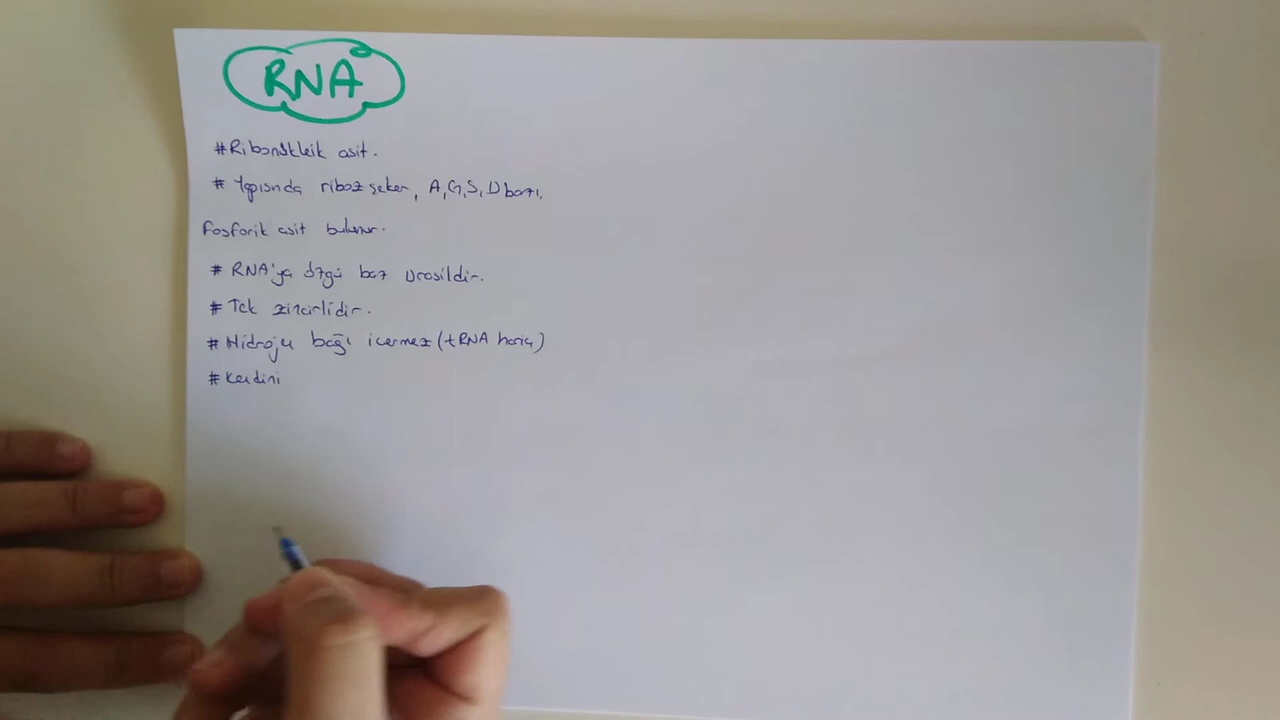 RNA
#Ribonükleik asit.
# Yapısında riboz şeker, A,G,S,U bazı,
fosforik asit bulunur.
# RNA'ya özgü baz Urasildir.
# Tek zincirlidir.
# Hidrojen bağı içermez (tRNA hariç)
# Kendini